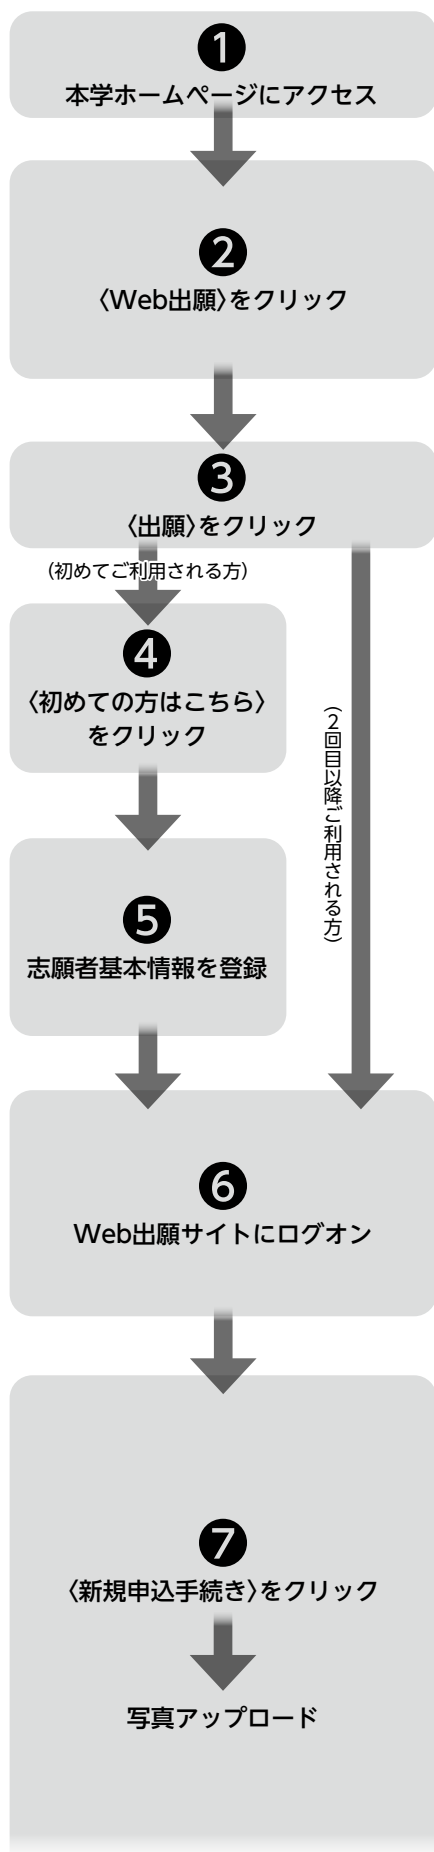 ❶
本学ホームページにアクセス
❷
〈Web出願〉をクリック
❸
〈出願〉をクリック
(初めてご利用される方)
(2回目以降ご利用される方)
❹
〈初めての方はこちら〉
をクリック
❺
志願者基本情報を登録
❻
Web出願サイトにログオン
❼
〈新規申込手続き〉をクリック
写真アップロード